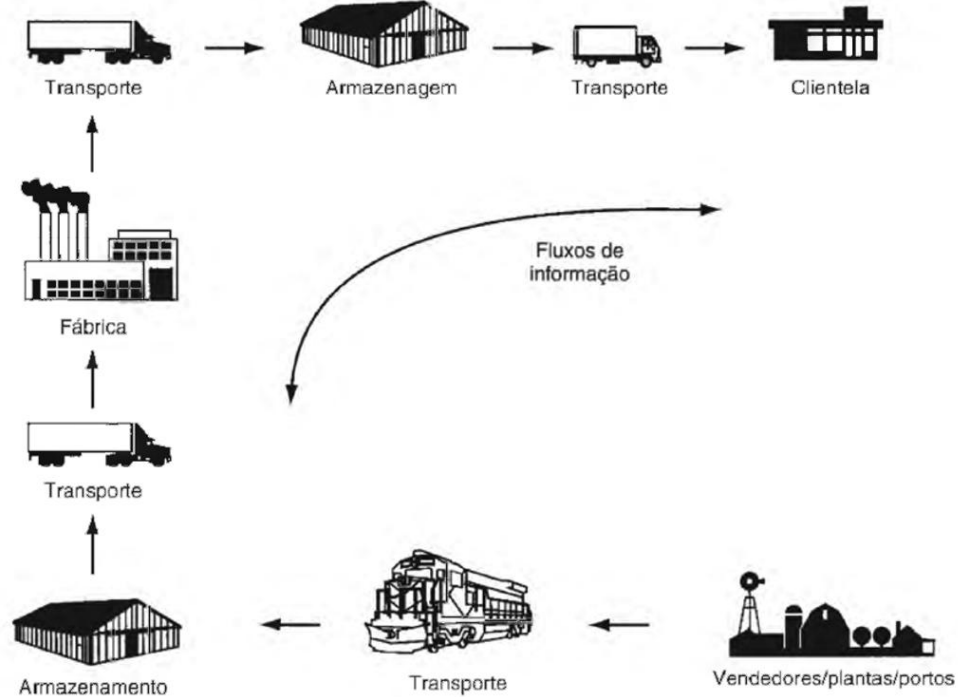 Transporte
Armazenagem
Transporte
Clientela
Fluxos de
informação
Fábrica
Transporte
Armazenamento
Transporte
Vendedores/plantas/portos